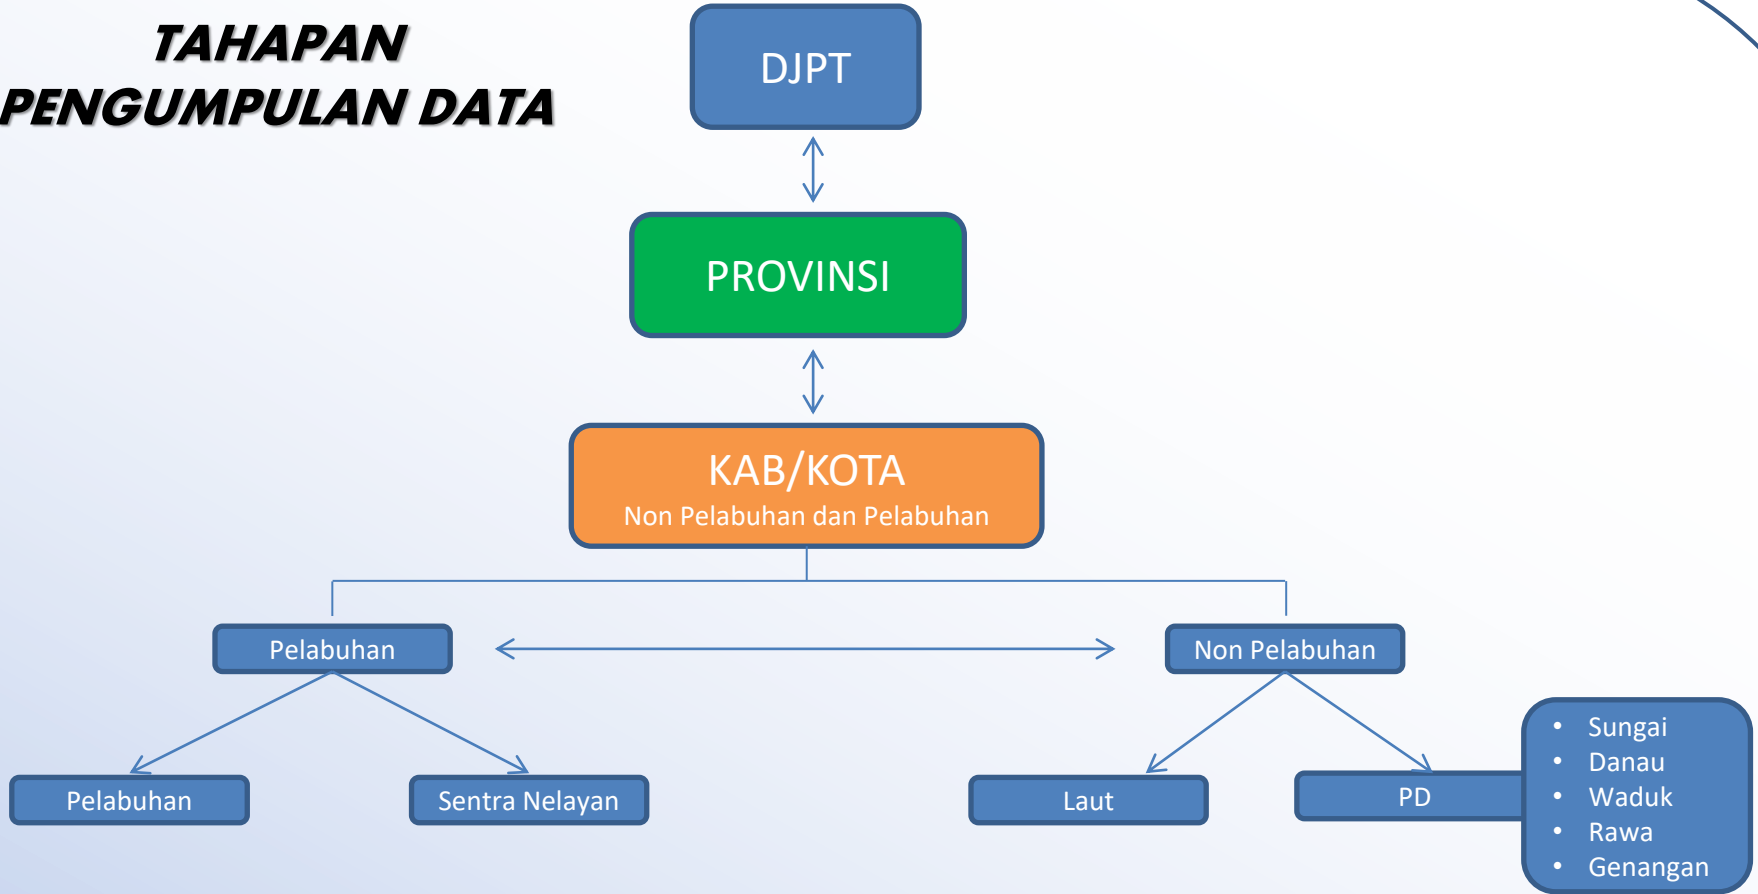 TAHAPAN
PENGUMPULAN DATA
DJPT
PROVINSI
KAB/KOTA
Non Pelabuhan dan Pelabuhan
Pelabuhan
Non Pelabuhan
Pelabuhan
Sentra Nelayan
Laut
PD
• Sungai
• Danau
• Waduk
• Rawa
• Genangan